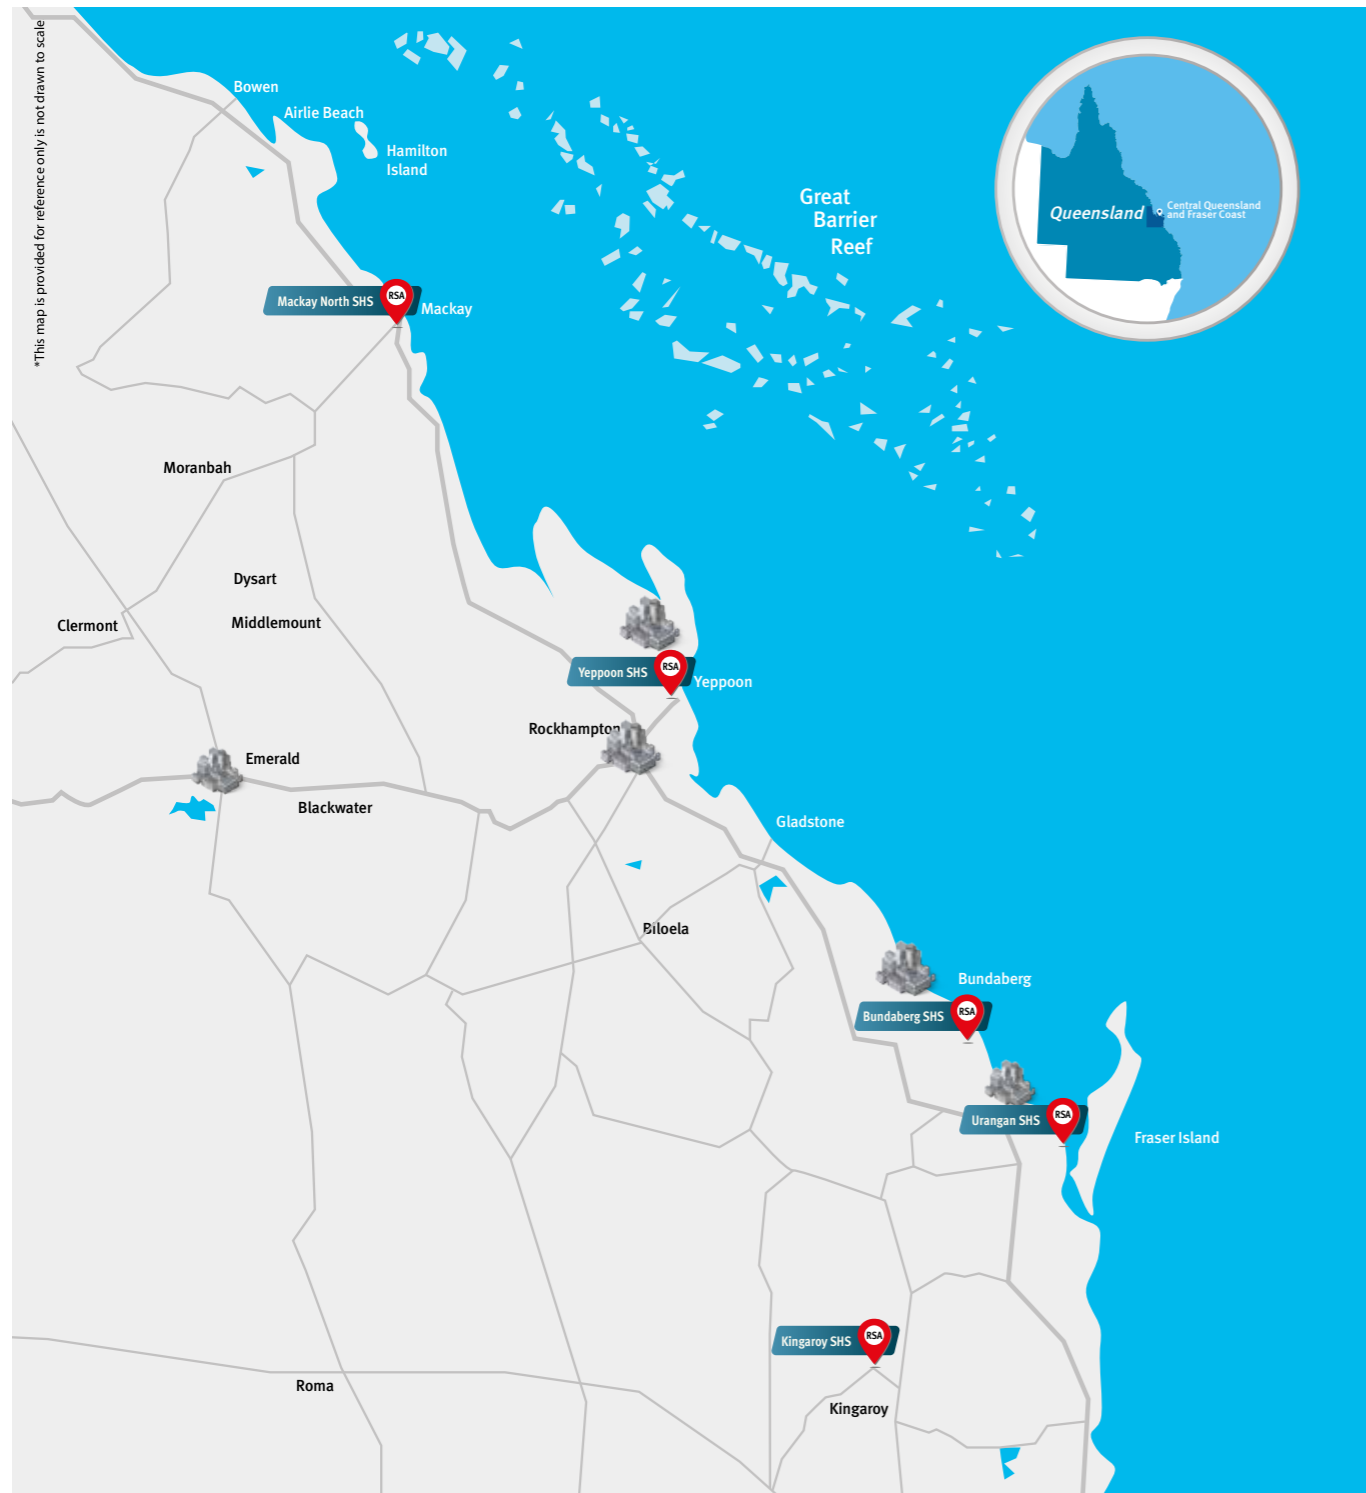 *This map is provided for reference only is not drawn to scale
Bowen
Airlie Beach
Hamilton
Island
Great
Barrier
Reef
Queensland
Central Queensland
and Fraser Coast
Mackay North SHS
RSA
Mackay
Moranbah
Dysart
Middlemount
Clermont
Yeppoon SHS
RSA
Yeppoon
Rockhampton
Emerald
Blackwater
Gladstone
Biloela
Bundaberg
Bundaberg SHS
RSA
Urangan SHS
RSA
Fraser Island
Kingaroy SHS
RSA
Roma
Kingaroy